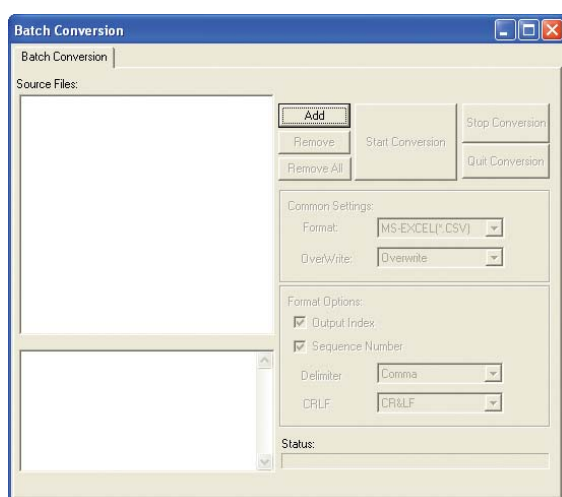 Batch Conversion
Batch Conversion
Source Files:
Add
Remove
Remove All
Start Conversion
Stop Conversion
Quit Conversion
Common Settings:
Format: MS-EXCEL(*.CSV)
OverWrite: Overwrite
Format Options:
Output Index
Sequence Number
Delimiter Comma
CRLF CR&LF
Status: